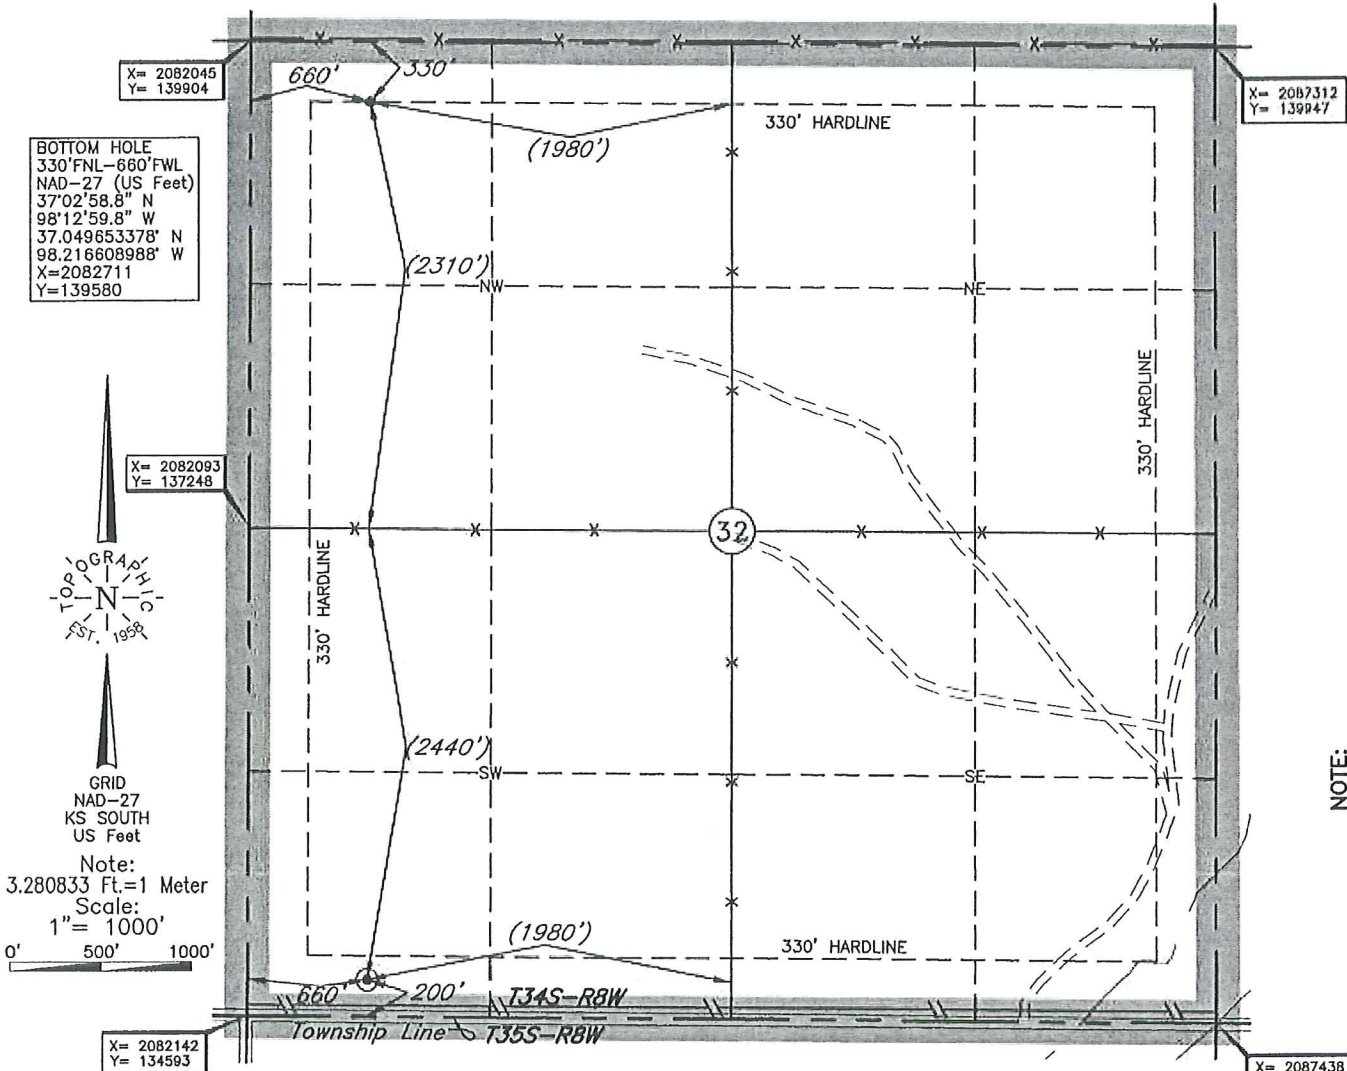 X= 2082045
Y= 139904
660'
330'
X= 2087312
Y= 139947
330' HARDLINE
(1980')
BOTTOM HOLE
330'FNL-660'FWL
NAD-27 (US Feet)
37°02'58.8" N
98°12'59.8" W
37.049653378° N
98.216608988° W
X=2082711
Y=139580
(2310')
NW
NE
330' HARDLINE
X= 2082093
Y= 137248
32
TOPOGRAPHIC
N
EST. 1958
330' HARDLINE
(2440')
SW
SE
NOTE:
GRID
NAD-27
KS SOUTH
US Feet
Note:
3.280833 Ft.=1 Meter
Scale:
1"= 1000'
0' 500' 1000'
(1980')
330' HARDLINE
660'
200'
T34S-R8W
Township Line
T35S-R8W
X= 2082142
Y= 134593
X= 2087438